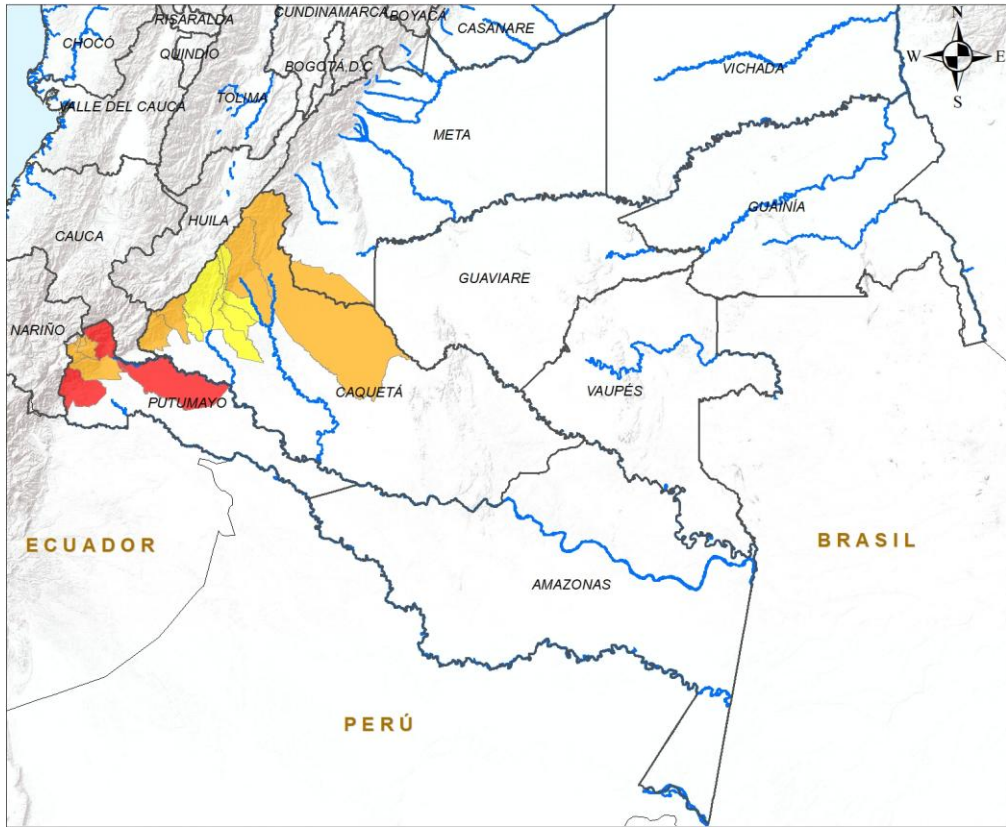 CUNDINAMARCA
BOYACÁ
RISARALDA
CASANARE
N
CHOCÓ
QUINDÍO
BOGOTÁ D.C
W
E
VICHADA
VALLE DEL CAUCA
TOLIMA
S
META
HUILA
GUAINÍA
CAUCA
GUAVIARE
NARIÑO
CAQUETÁ
VAUPÉS
PUTUMAYO
ECUADOR
BRASIL
AMAZONAS
PERÚ